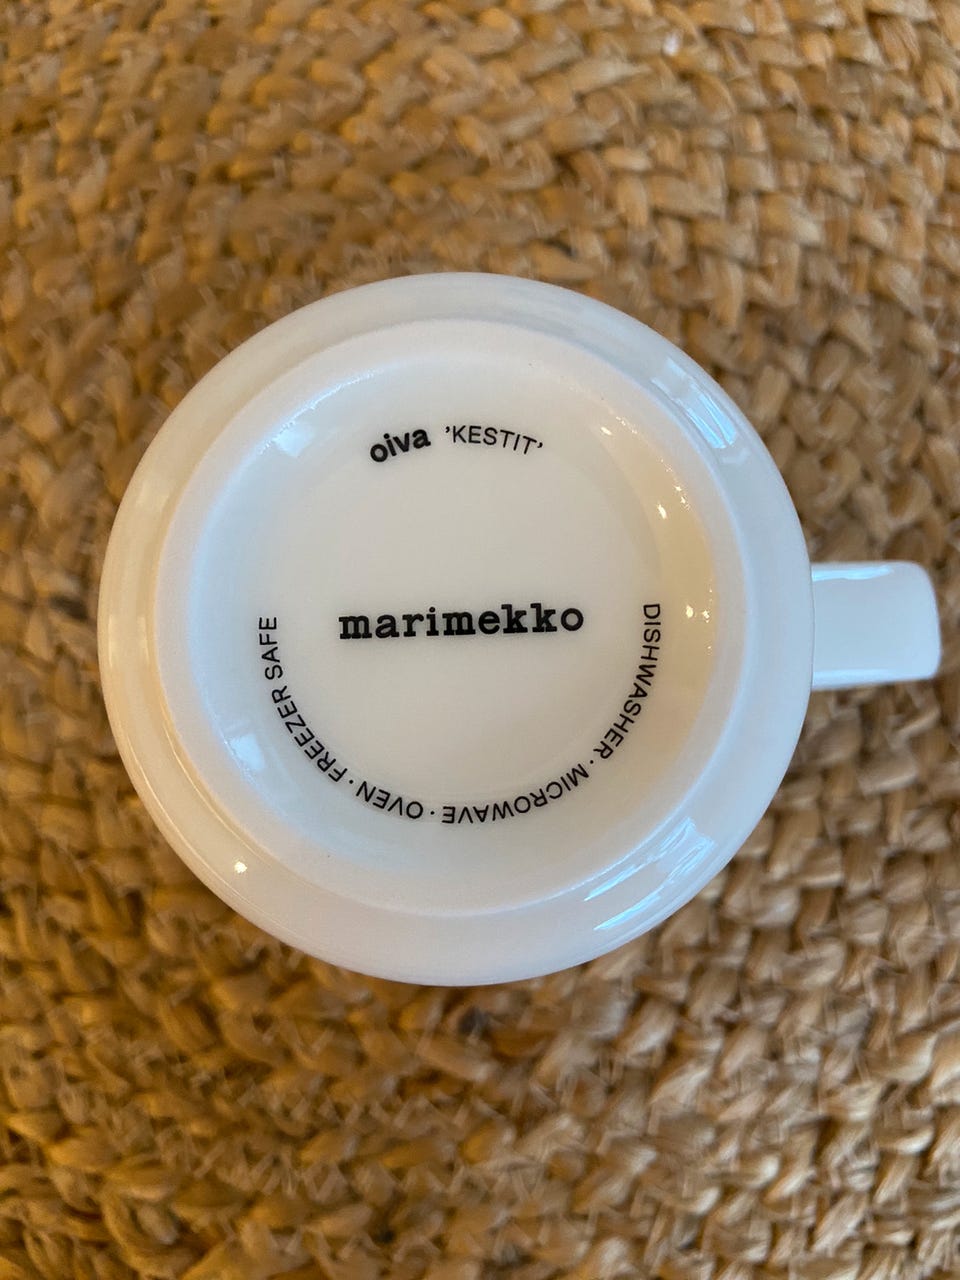 oiva 'KESTIT'
marimekko
DISHWASHER · MICROWAVE · OVEN · FREEZER SAFE